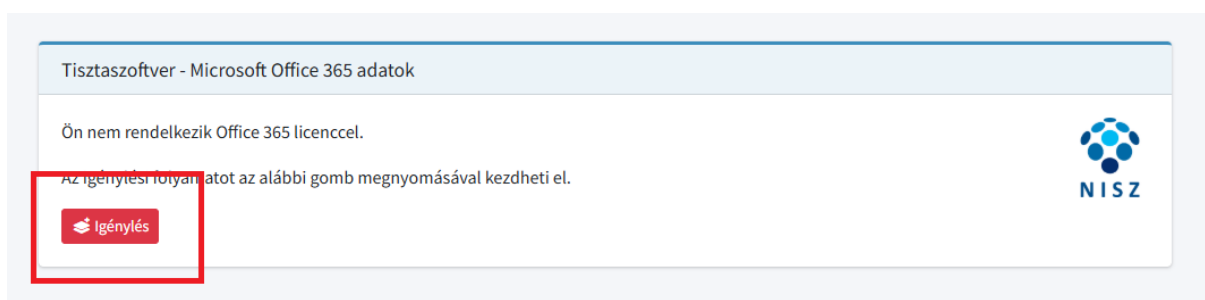 Tisztaszoftver - Microsoft Office 365 adatok
Ön nem rendelkezik Office 365 licenccel.
Az igénylési folyamatot az alábbi gomb megnyomásával kezdheti el.
NISZ
Igénylés